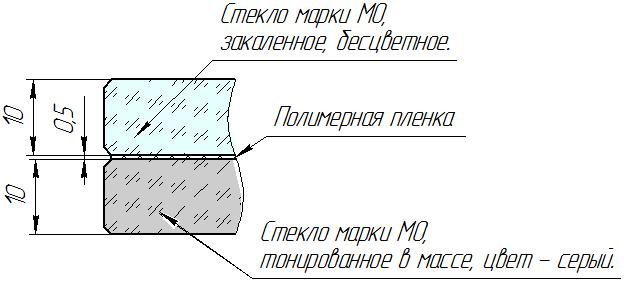 Стекло марки МО,
закаленное, бесцветное.
10
0,5
Полимерная пленка
10
Стекло марки МО,
тонированное в массе, цвет – серый.